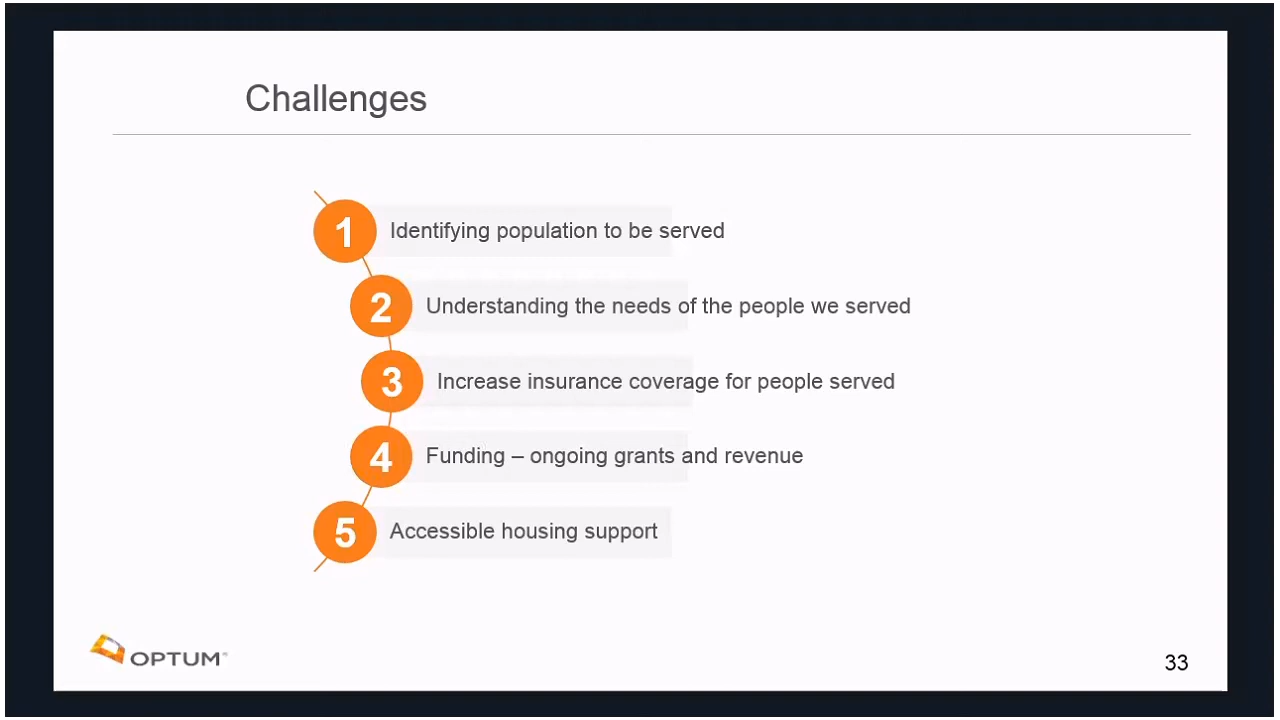 Challenges
1 Identifying population to be served
2 Understanding the needs of the people we served
3 Increase insurance coverage for people served
4 Funding – ongoing grants and revenue
5 Accessible housing support
OPTUM®
33